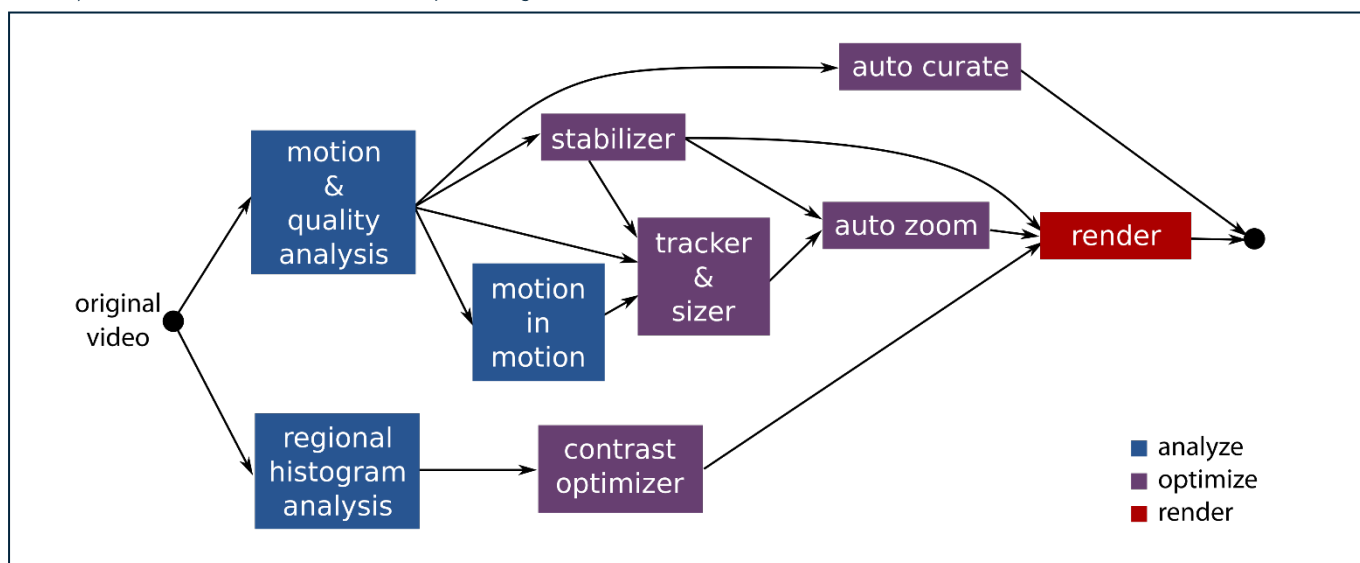 auto curate
motion
&
quality
analysis
stabilizer
auto zoom
tracker
&
sizer
render
motion
in
motion
original
video
regional
histogram
analysis
contrast
optimizer
analyze
optimize
render